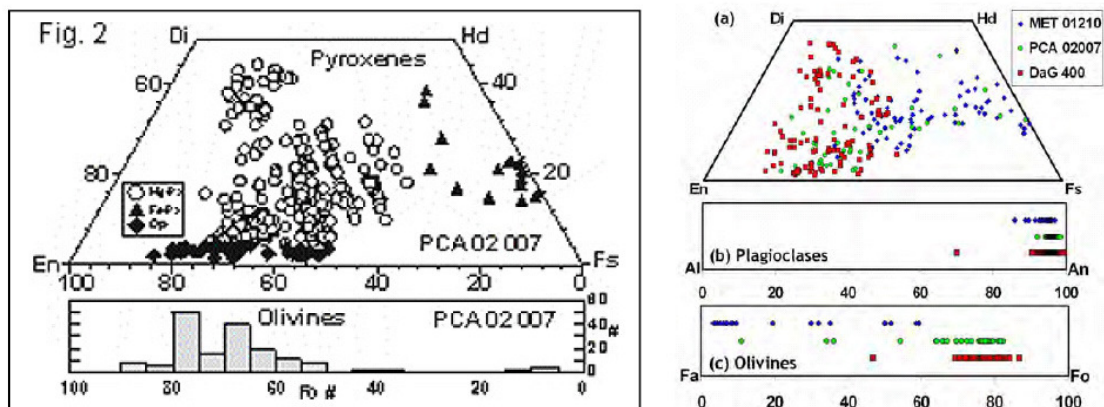 Fig. 2
Di
Hd
Pyroxenes
60
40
80
20
PCA 02 007
En
Fs
100
80
60
40
20
0
Olivines
PCA 02 007
60
40
#
20
0
100
80
60
40
20
0
Fo #
(a)
Di
Hd
MET 01210
PCA 02007
DaG 400
En
Fs
(b) Plagioclases
Al
An
0
20
40
60
80
100
(c) Olivines
Fa
Fo
0
20
40
60
80
100